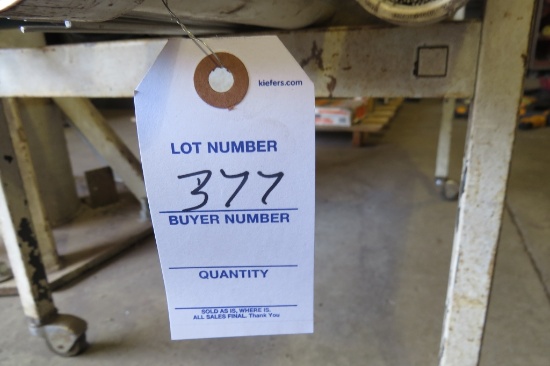 kiefers.com
LOT NUMBER
377
BUYER NUMBER
QUANTITY
SOLD AS IS, WHERE IS.
ALL SALES FINAL. Thank You